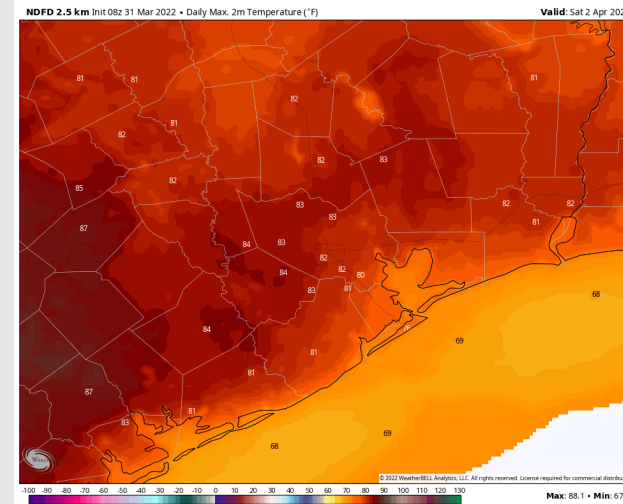 NDFD 2.5 km Init 08z 31 Mar 2022 • Daily Max. 2m Temperature (°F)
Valid: Sat 2 Apr 202
81 81 81
82
81
82
82 83
85 82
83 82 82
83 81
87
84 83
82
84 82 80
83 81
68
84
69
81
81
87
81
83
69
68
© 2022 WeatherBELL Analytics, LLC. All rights reserved. License required for commercial distribu
-100 -90 -80 -70 -60 -50 -40 -30 -20 -10 0 10 20 30 40 50 60 70 80 90 100 110 120 130
Max: 88.1 • Min: 67